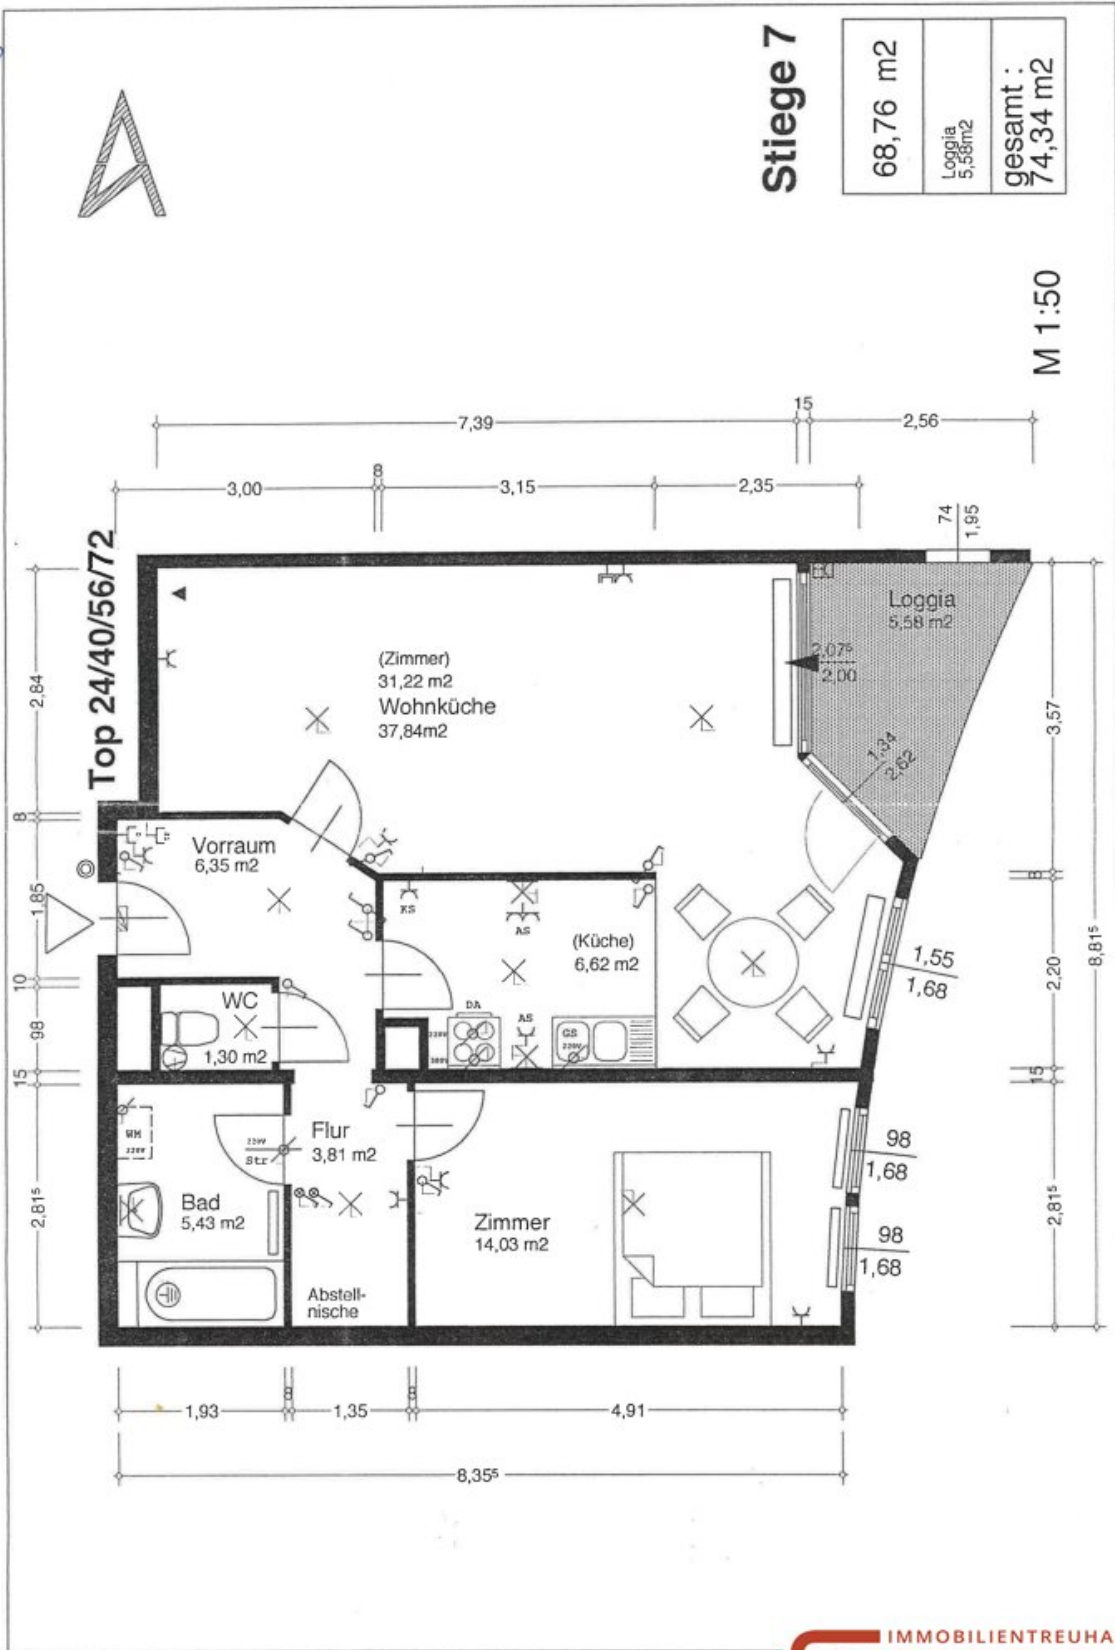 Stiege 7
68,76 m2
Loggia
5,58m2
gesamt :
74,34 m2
M 1:50
Top 24/40/56/72
7,39
15
2,56
3,00
8
3,15
2,35
74
1,95
2,84
8
1,85
10
98
15
2,81⁵
(Zimmer)
31,22 m2
Wohnküche
37,84m2
Loggia
5,58 m2
2,07⁵
2,00
1,34
2,62
3,57
8
2,20
15
2,81⁵
8,81⁵
Vorraum
6,35 m2
KS
AS
(Küche)
6,62 m2
1,55
1,68
WC
1,30 m2
DA
AS
220V
380V
GS
220V
WM
220V
220V
Str
Flur
3,81 m2
98
1,68
Bad
5,43 m2
Zimmer
14,03 m2
98
1,68
Abstell-
nische
1,93
8
1,35
8
4,91
8,35⁵
IMMOBILIENTREUHA